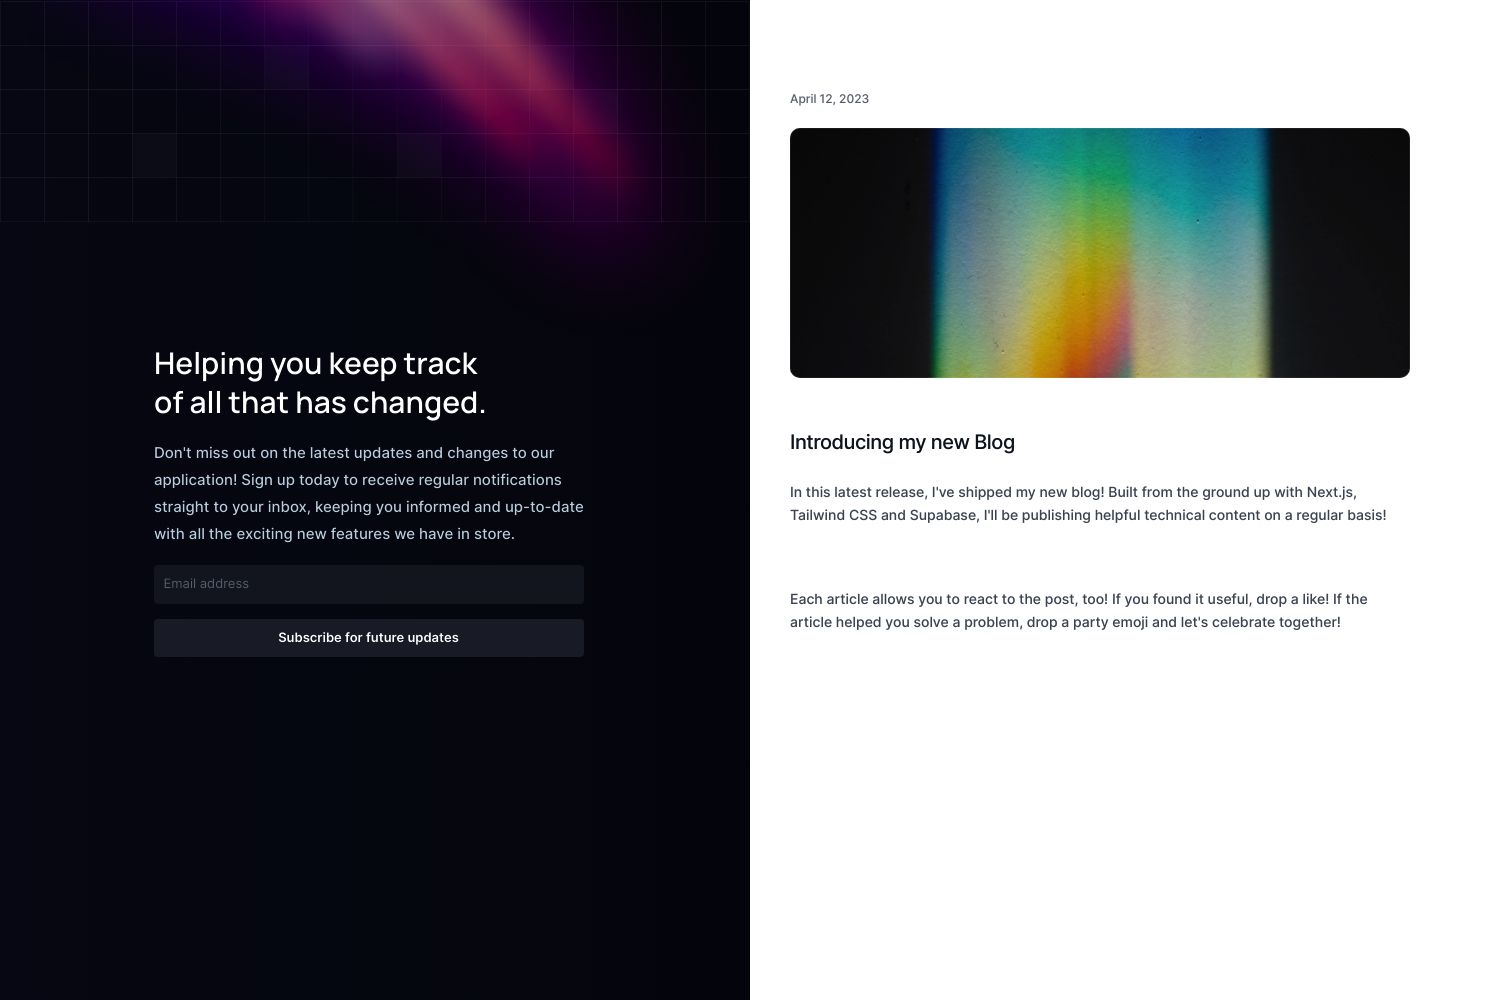 Helping you keep track
of all that has changed.
Don't miss out on the latest updates and changes to our
application! Sign up today to receive regular notifications
straight to your inbox, keeping you informed and up-to-date
with all the exciting new features we have in store.
Email address
Subscribe for future updates
April 12, 2023
Introducing my new Blog
In this latest release, I've shipped my new blog! Built from the ground up with Next.js,
Tailwind CSS and Supabase, I'll be publishing helpful technical content on a regular basis!
Each article allows you to react to the post, too! If you found it useful, drop a like! If the
article helped you solve a problem, drop a party emoji and let's celebrate together!